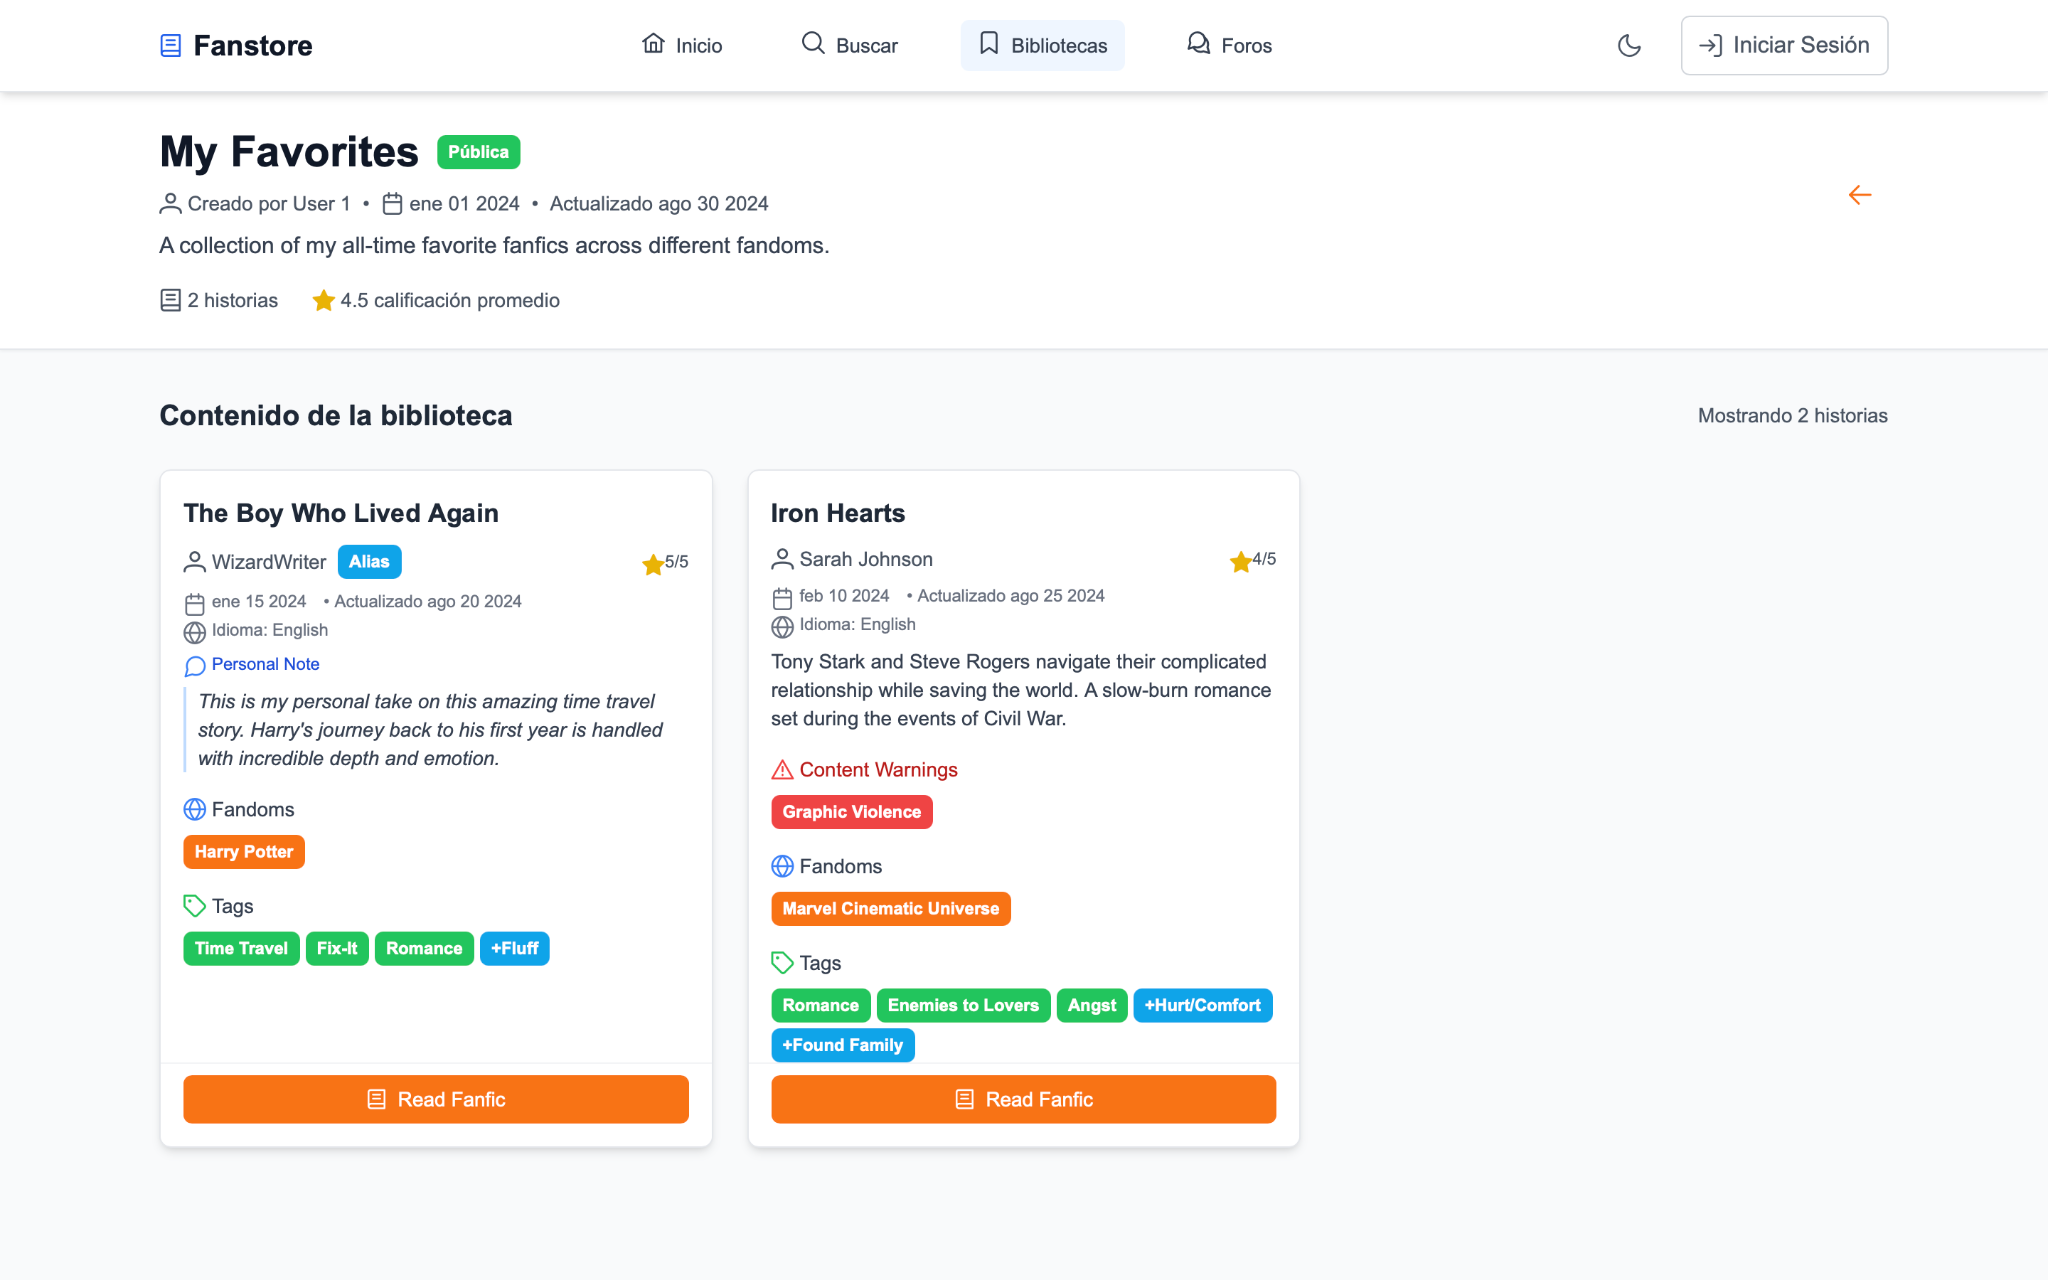 Fanstore
Inicio
Buscar
Bibliotecas
Foros
Iniciar Sesión
My Favorites Pública
Creado por User 1 • ene 01 2024 • Actualizado ago 30 2024
A collection of my all-time favorite fanfics across different fandoms.
2 historias
4.5 calificación promedio
Contenido de la biblioteca
Mostrando 2 historias
The Boy Who Lived Again
WizardWriter Alias 5/5
ene 15 2024 • Actualizado ago 20 2024
Idioma: English
Personal Note
This is my personal take on this amazing time travel
story. Harry's journey back to his first year is handled
with incredible depth and emotion.
Fandoms
Harry Potter
Tags
Time Travel Fix-It Romance +Fluff
Read Fanfic
Iron Hearts
Sarah Johnson 4/5
feb 10 2024 • Actualizado ago 25 2024
Idioma: English
Tony Stark and Steve Rogers navigate their complicated
relationship while saving the world. A slow-burn romance
set during the events of Civil War.
Content Warnings
Graphic Violence
Fandoms
Marvel Cinematic Universe
Tags
Romance Enemies to Lovers Angst +Hurt/Comfort
+Found Family
Read Fanfic